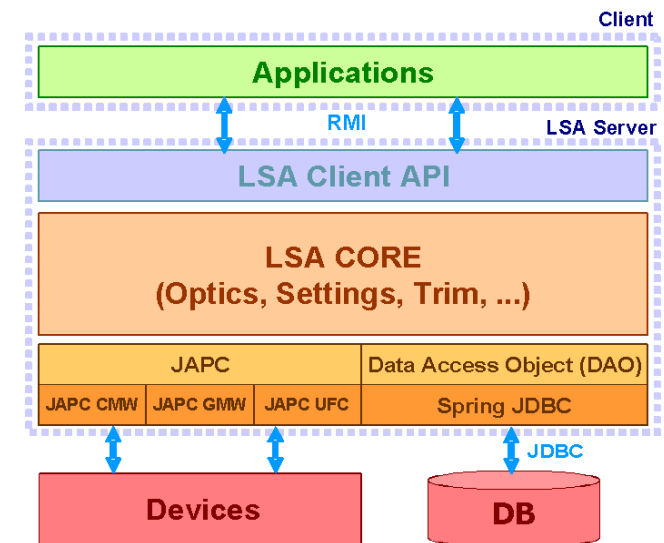 Client
Applications
RMI
LSA Server
LSA Client API
LSA CORE
(Optics, Settings, Trim, ...)
JAPC
Data Access Object (DAO)
JAPC CMW
JAPC GMW
JAPC UFC
Spring JDBC
JDBC
Devices
DB